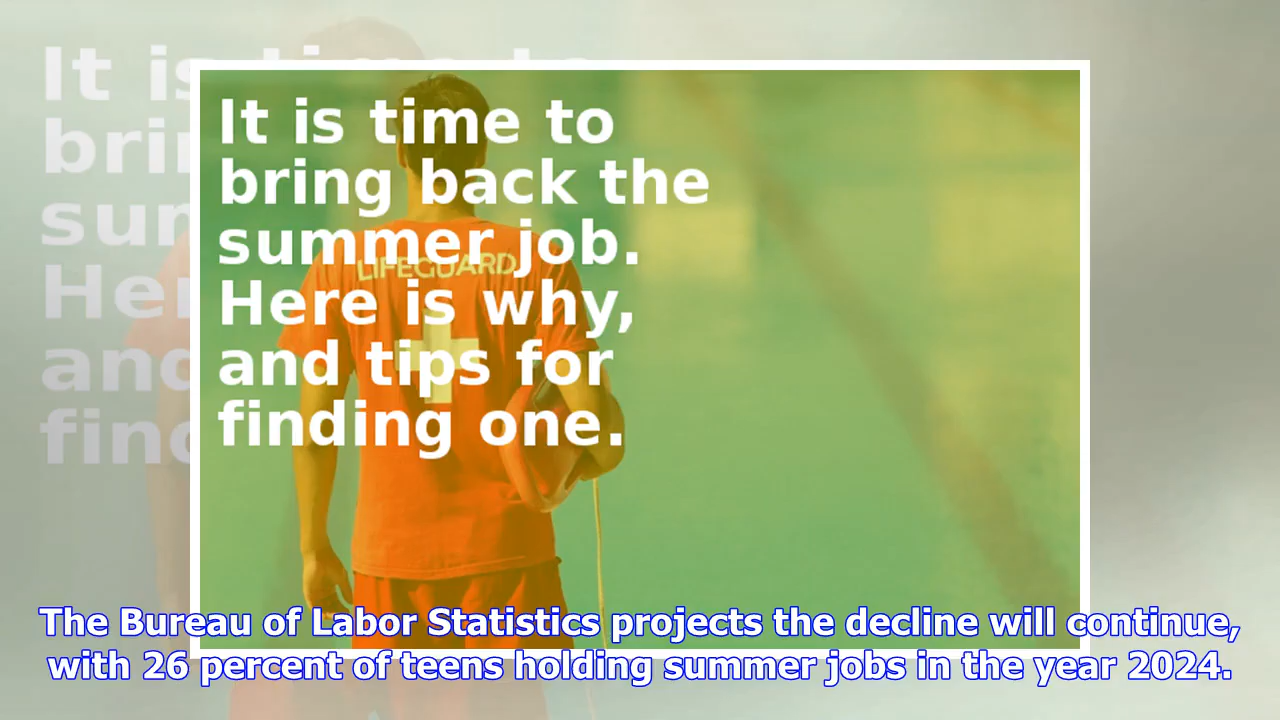 It is time to
bring back the
summer job.
LIFEGUARD
Here is why,
and tips for
finding one.
The Bureau of Labor Statistics projects the decline will continue,
with 26 percent of teens holding summer jobs in the year 2024.